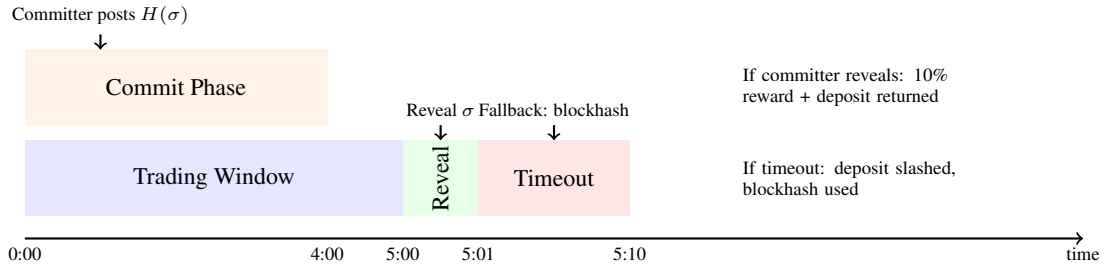 Committer posts H(σ)
Commit Phase
If committer reveals: 10%
reward + deposit returned
Reveal σ Fallback: blockhash
Trading Window
Reveal
Timeout
If timeout: deposit slashed,
blockhash used
0:00 4:00 5:00 5:01 5:10 time